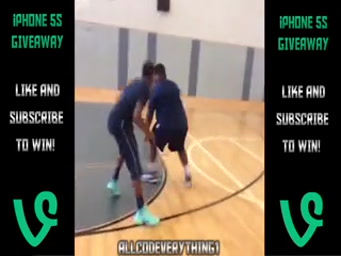 iPHONE 5S
GIVEAWAY
LIKE AND
SUBSCRIBE
TO WIN!
iPHONE 5S
GIVEAWAY
LIKE AND
SUBSCRIBE
TO WIN!
ALLCODEVERYTHING1